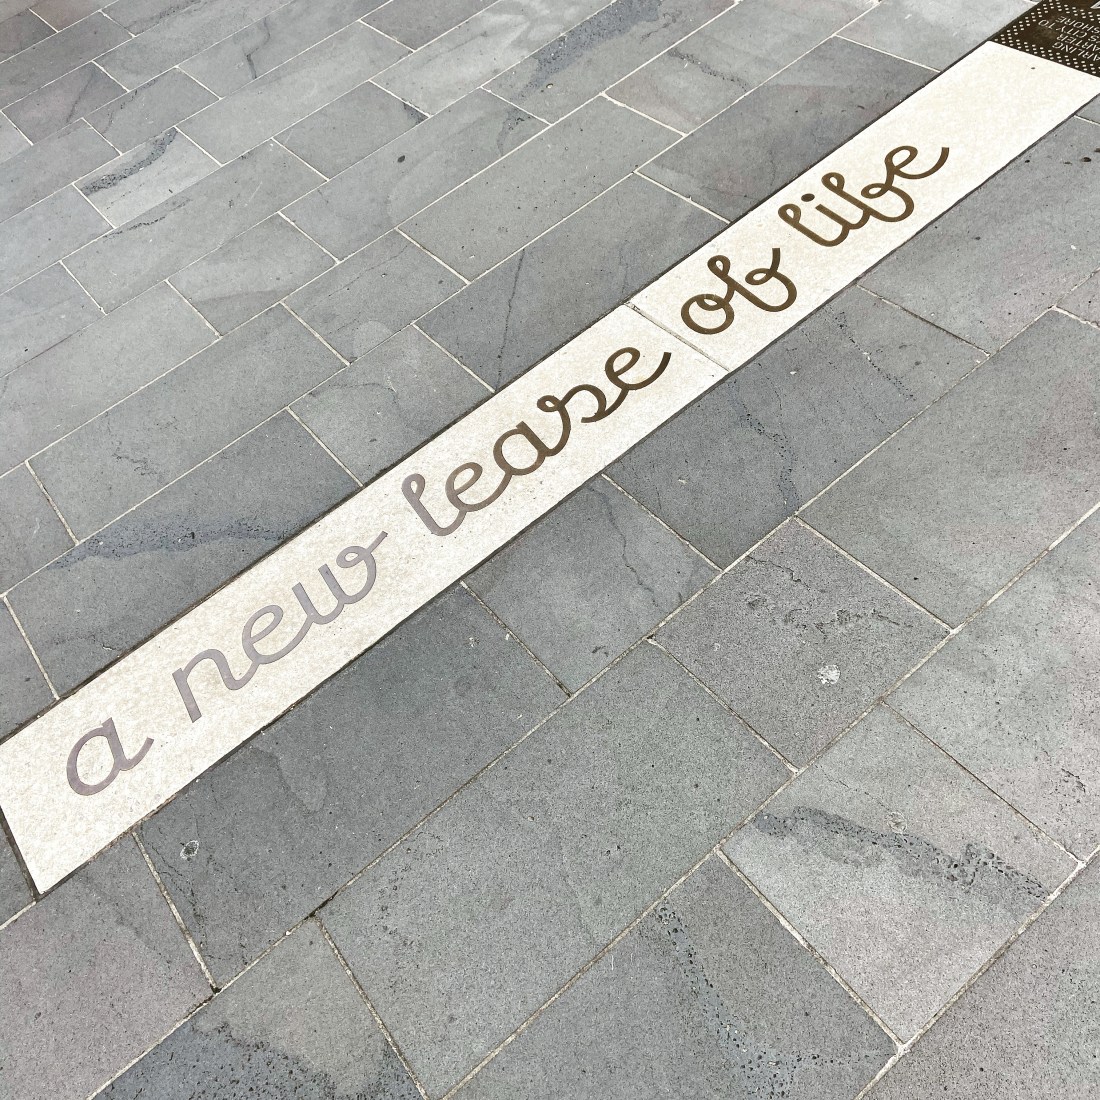 a new lease of life